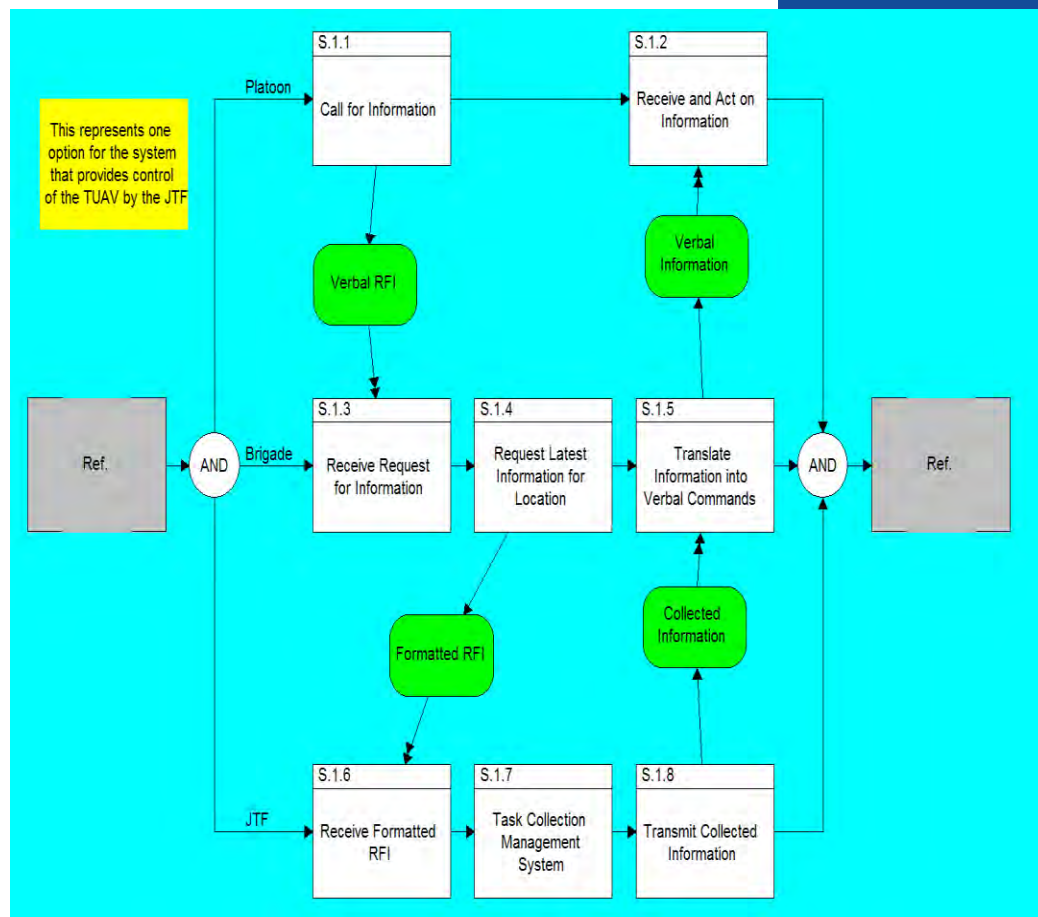 S.1.1
S.1.2
Platoon
Call for Information
Receive and Act on
Information
This represents one
option for the system
that provides control
of the TUAV by the JTF
Verbal RFI
Verbal
Information
S.1.3
S.1.4
S.1.5
Ref.
AND
Brigade
Receive Request
for Information
Request Latest
Information for
Location
Translate
Information into
Verbal Commands
AND
Ref.
Formatted RFI
Collected
Information
S.1.6
S.1.7
S.1.8
JTF
Receive Formatted
RFI
Task Collection
Management
System
Transmit Collected
Information